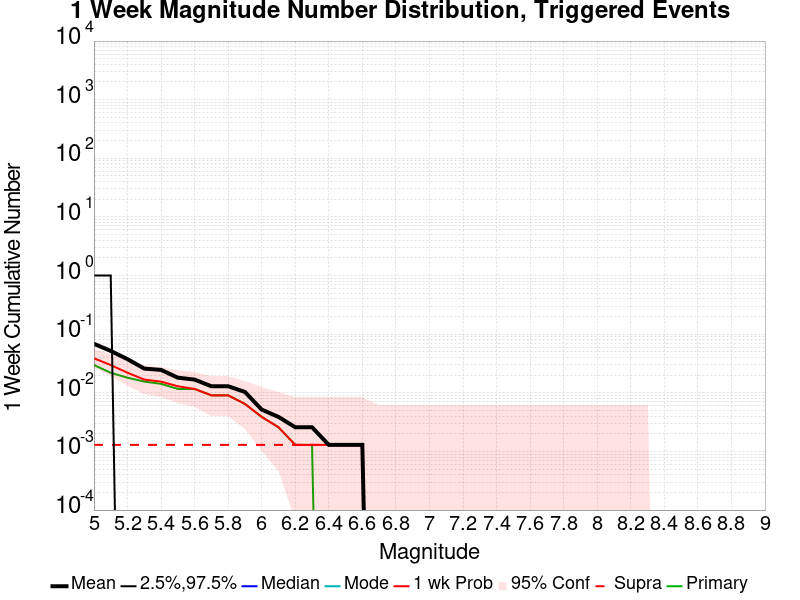 1 Week Magnitude Number Distribution, Triggered Events
1 Week Cumulative Number
10^4
10^3
10^2
10^1
10^0
10^-1
10^-2
10^-3
10^-4
5 5.2 5.4 5.6 5.8 6 6.2 6.4 6.6 6.8 7 7.2 7.4 7.6 7.8 8 8.2 8.4 8.6 8.8 9
Magnitude
Mean 2.5%,97.5% Median Mode 1 wk Prob 95% Conf Supra Primary